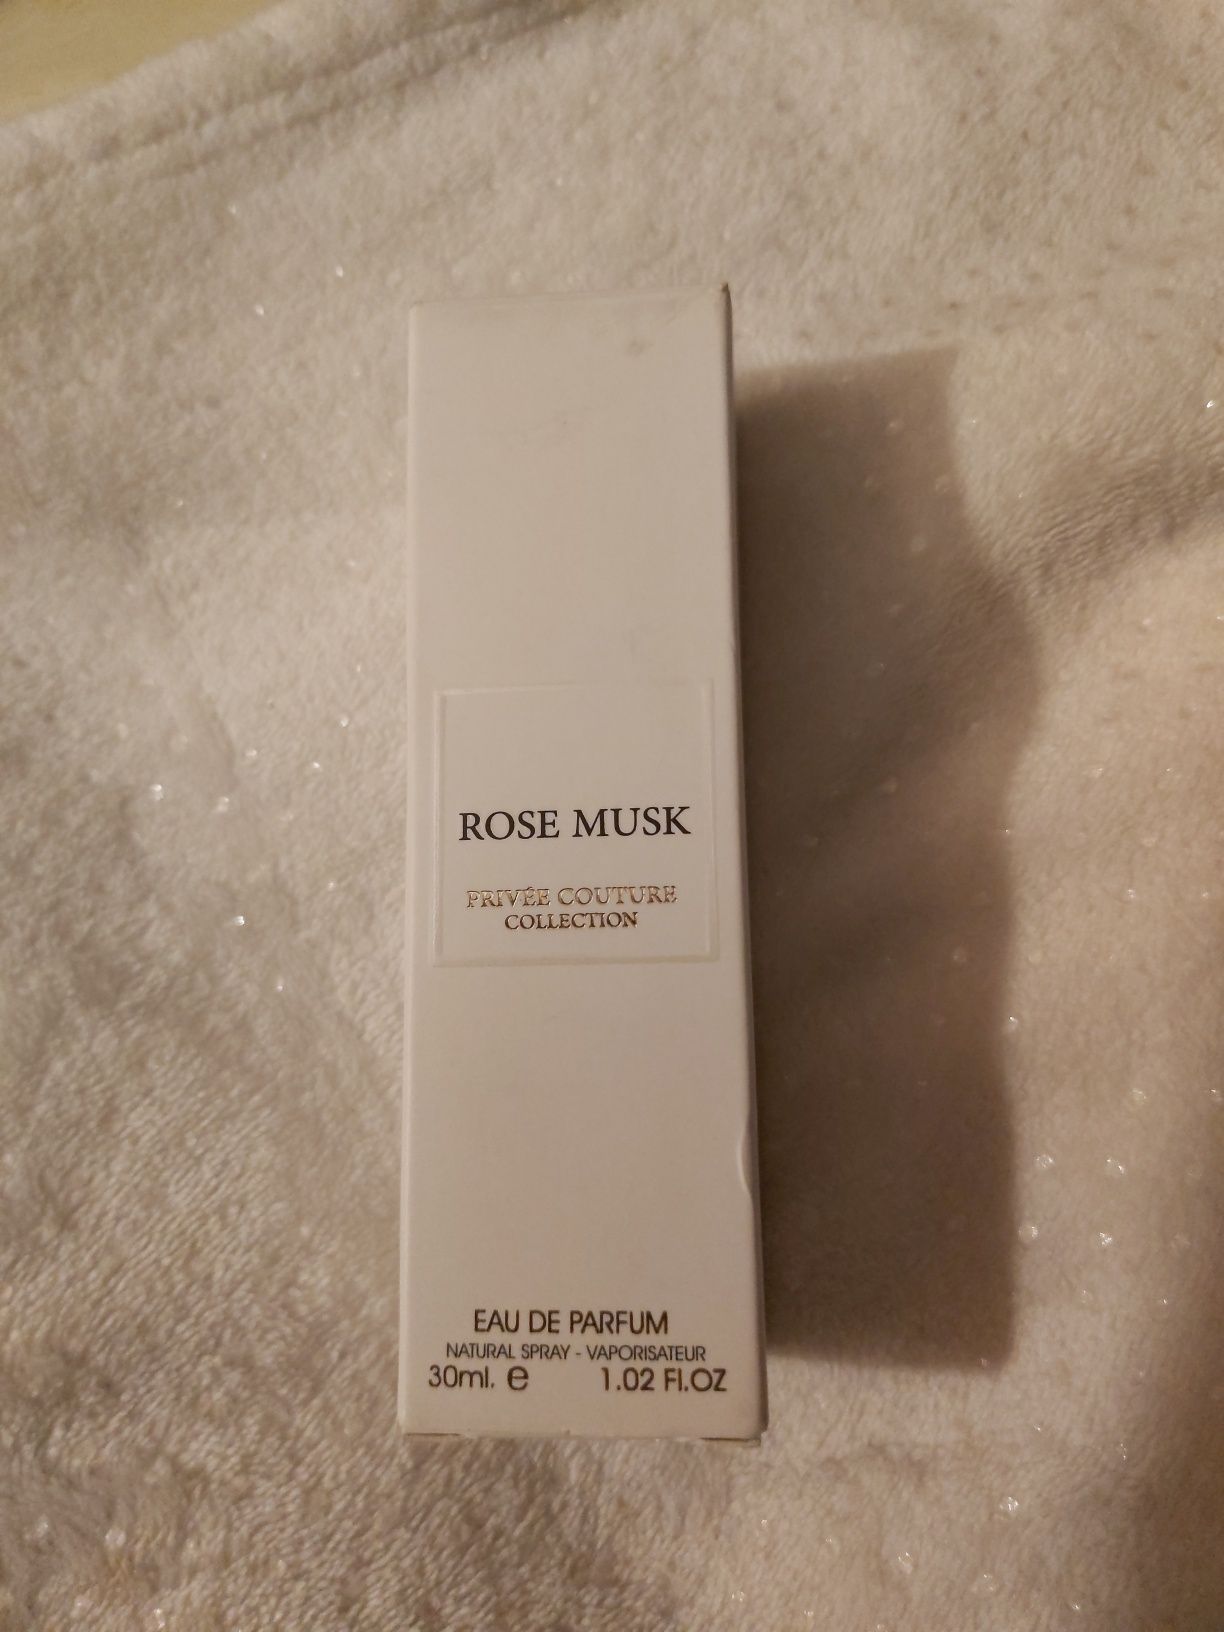 ROSE MUSK
PRIVÉE COUTURE
COLLECTION
EAU DE PARFUM
NATURAL SPRAY - VAPORISATEUR
30ml. e 1.02 Fl.OZ